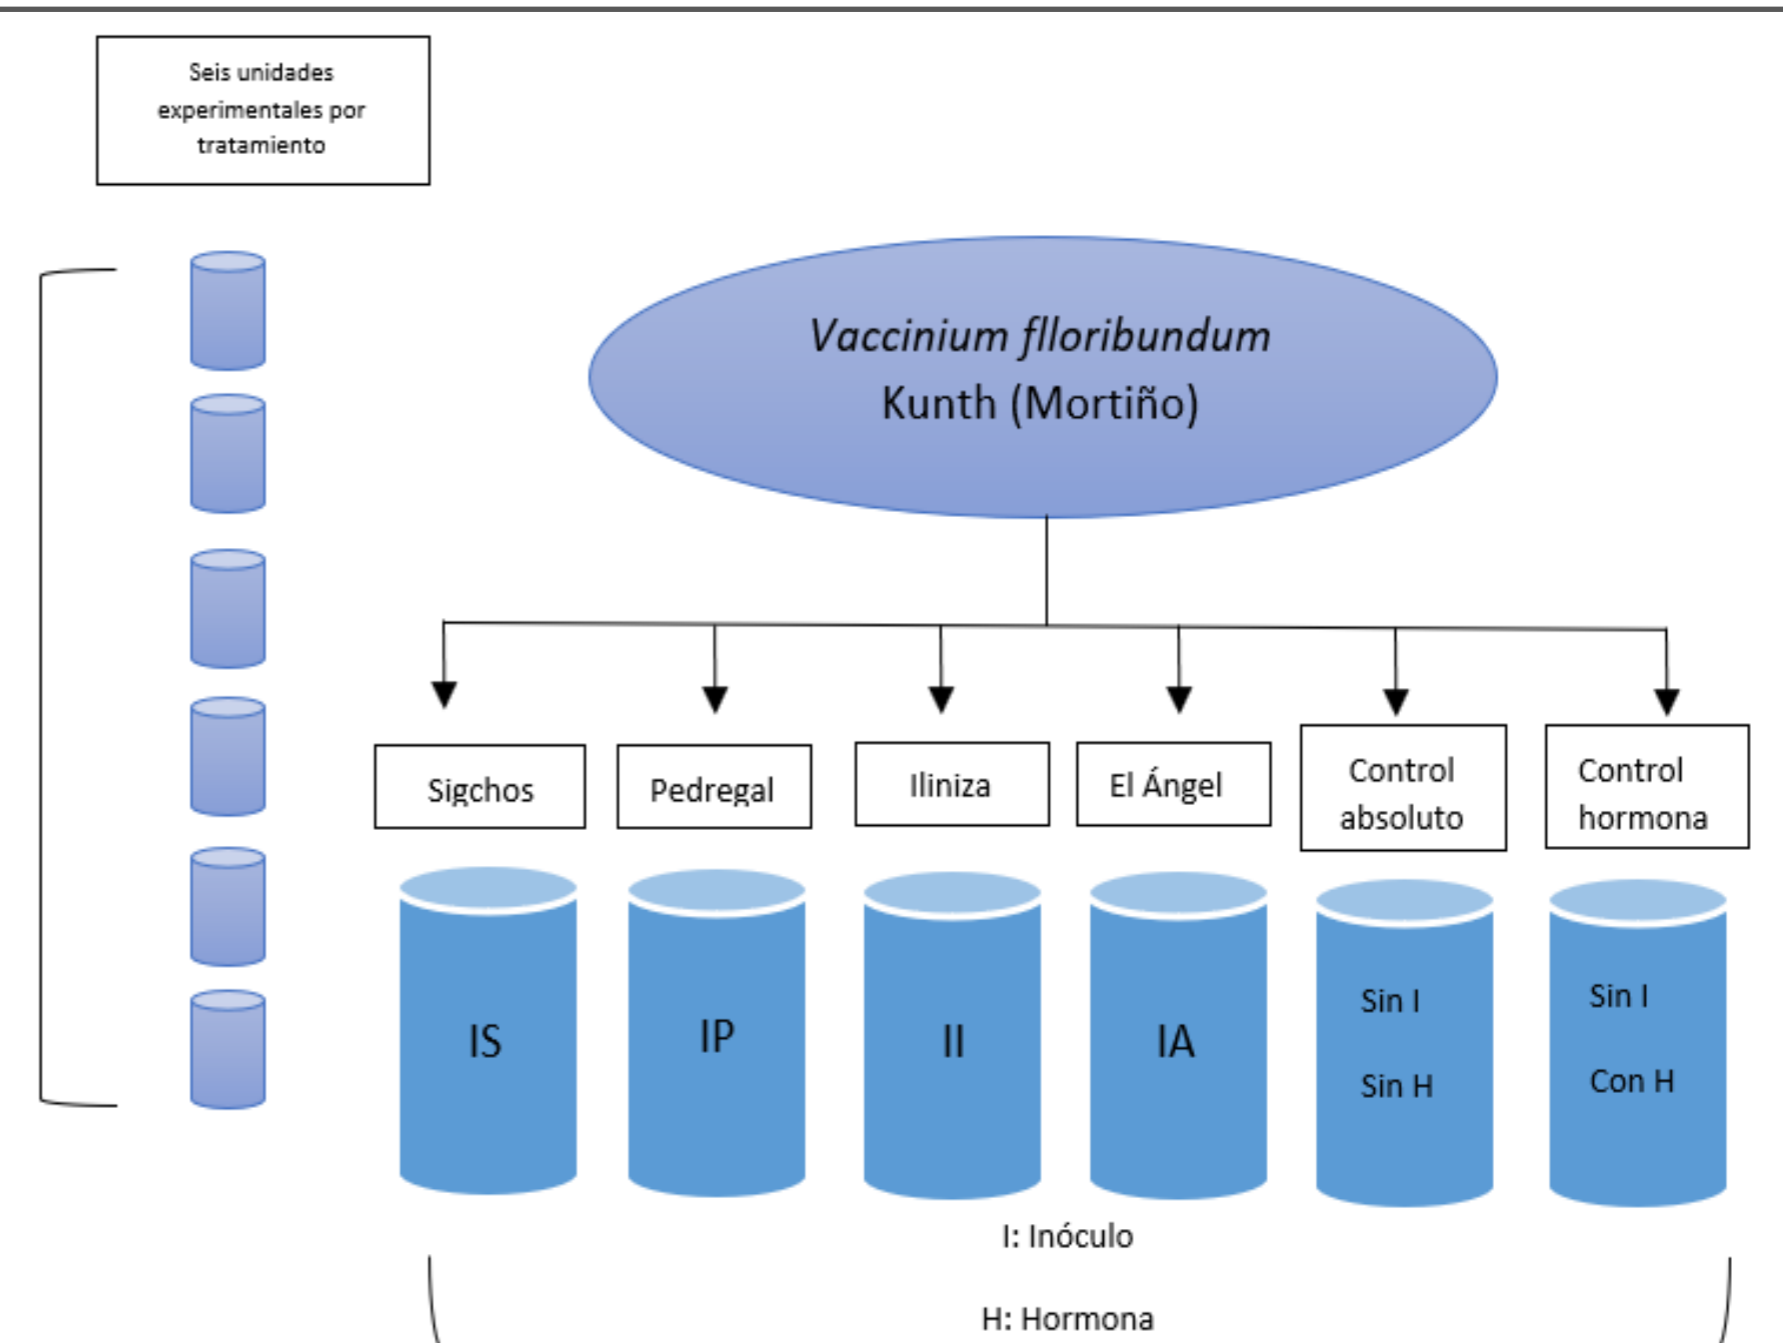 Seis unidades
experimentales por
tratamiento
Vaccinium flloribundum
Kunth (Mortiño)
Sigchos
Pedregal
Iliniza
El Ángel
Control
absoluto
Control
hormona
IS
IP
II
IA
Sin I
Sin H
Sin I
Con H
I: Inóculo
H: Hormona